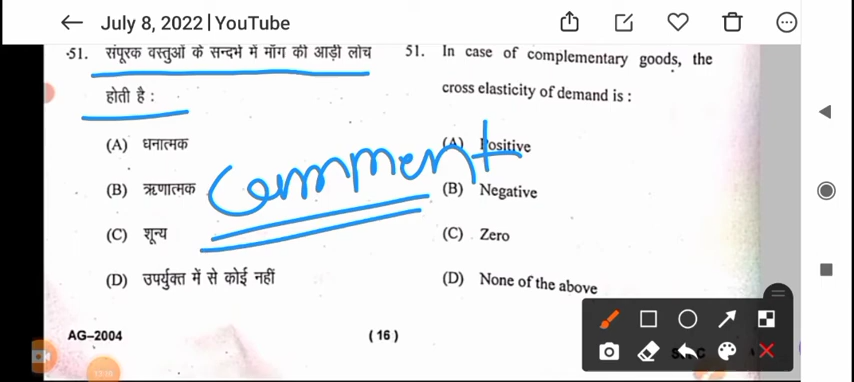 July 8, 2022 | YouTube
51. संपूरक वस्तुओं के सन्दर्भ में माँग की आड़ी लोच
होती है :
(A) धनात्मक
(B) ऋणात्मक
(C) शून्य
(D) उपर्युक्त में से कोई नहीं
51. In case of complementary goods, the
cross elasticity of demand is :
(A) Positive
(B) Negative
(C) Zero
(D) None of the above
Comment
AG–2004
( 16 )